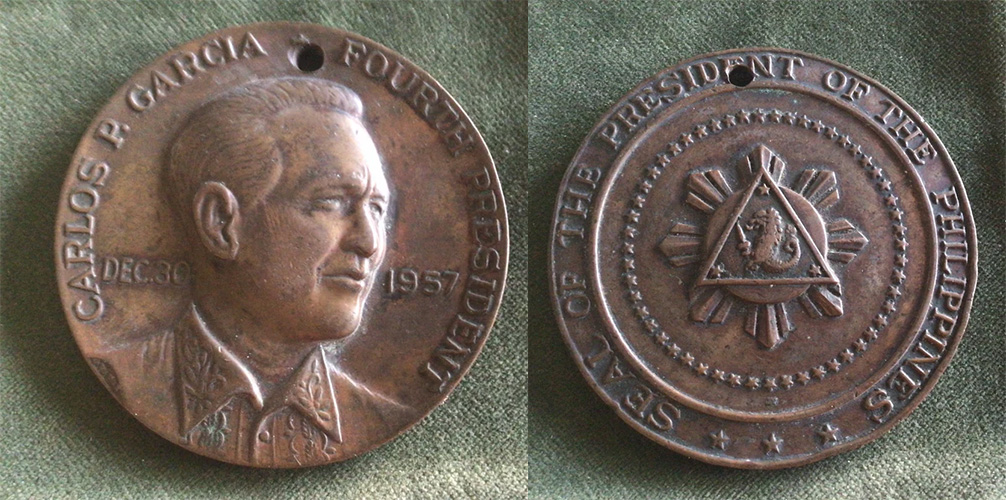 CARLOS P. GARCIA ★ FOURTH PRESIDENT
DEC. 30 1957
SEAL OF THE PRESIDENT OF THE PHILIPPINES